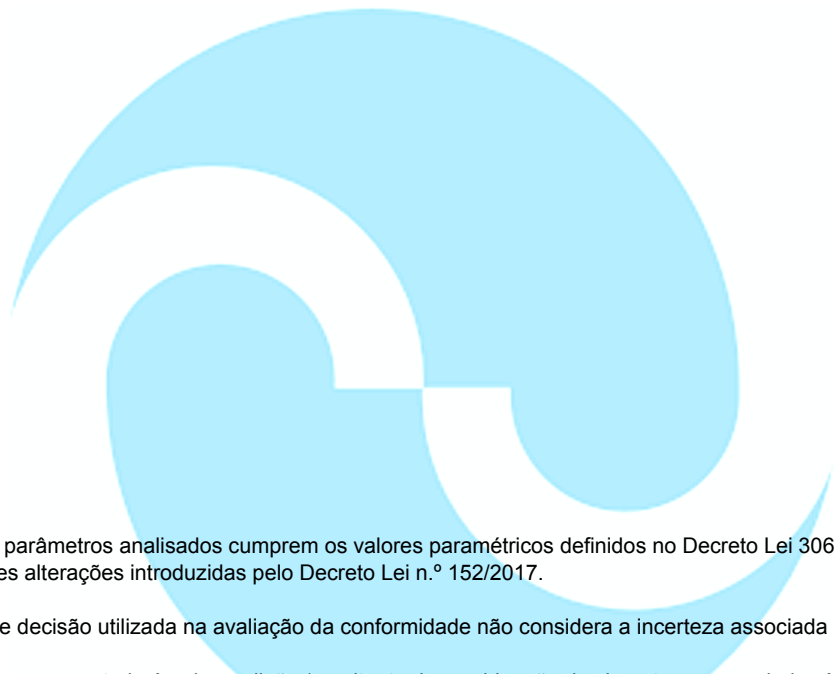 parâmetros analisados cumprem os valores paramétricos definidos no Decreto Lei 306
es alterações introduzidas pelo Decreto Lei n.º 152/2017.
e decisão utilizada na avaliação da conformidade não considera a incerteza associada